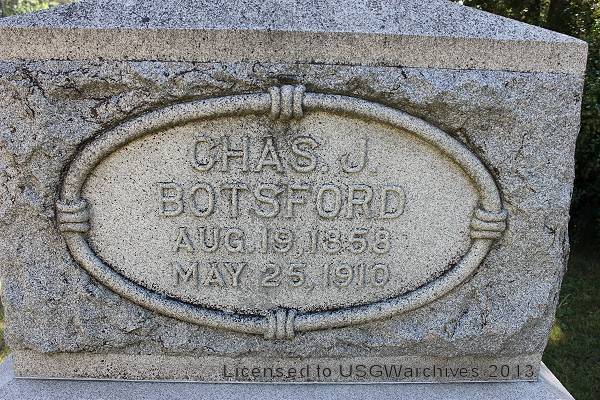 CHAS. J.
BOTSFORD
AUG. 19, 1858
MAY 25, 1910
Licensed to USGWarchives 2013